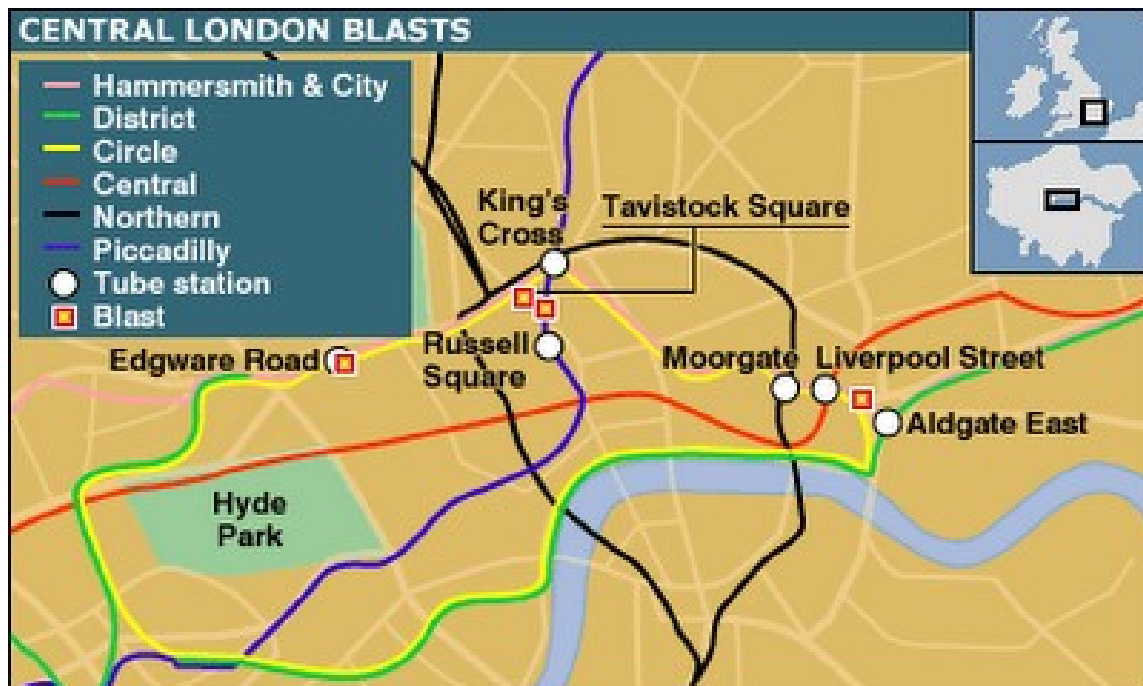 CENTRAL LONDON BLASTS
Hammersmith & City
District
Circle
Central
Northern
Piccadilly
Tube station
Blast
King's
Cross
Tavistock Square
Edgware Road
Russell
Square
Moorgate
Liverpool Street
Aldgate East
Hyde
Park